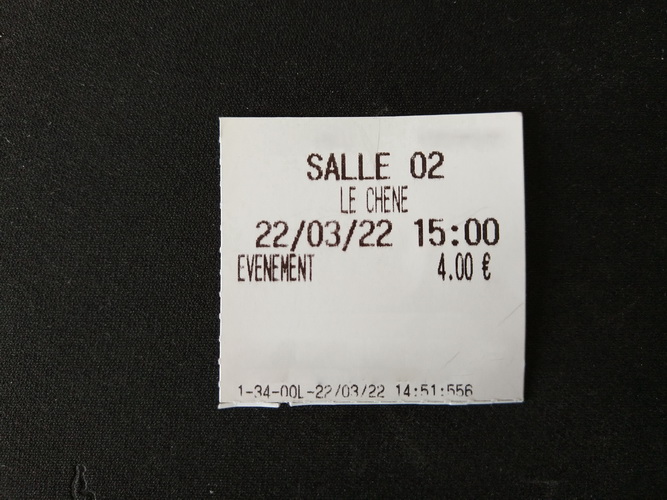 SALLE 02
LE CHENE
22/03/22 15:00
EVENEMENT 4.00 €
1-34-00L-22/03/22 14:51:556